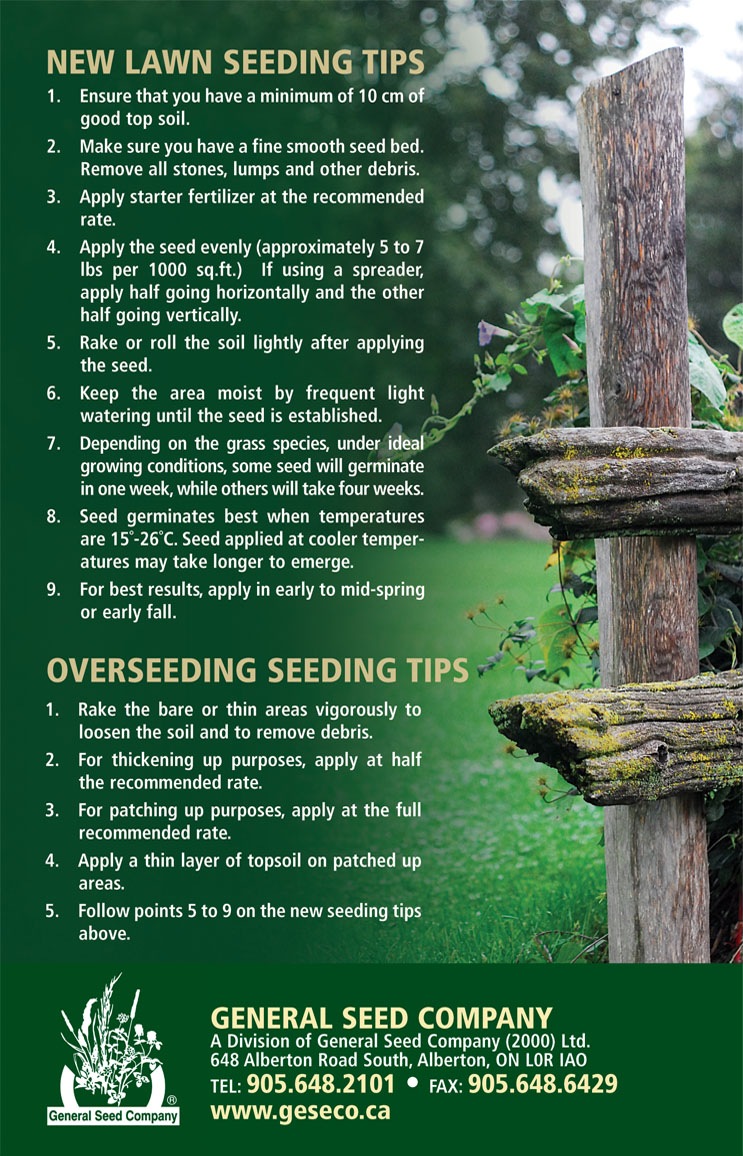 NEW LAWN SEEDING TIPS
1. Ensure that you have a minimum of 10 cm of
good top soil.
2. Make sure you have a fine smooth seed bed.
Remove all stones, lumps and other debris.
3. Apply starter fertilizer at the recommended
rate.
4. Apply the seed evenly (approximately 5 to 7
lbs per 1000 sq.ft.) If using a spreader,
apply half going horizontally and the other
half going vertically.
5. Rake or roll the soil lightly after applying
the seed.
6. Keep the area moist by frequent light
watering until the seed is established.
7. Depending on the grass species, under ideal
growing conditions, some seed will germinate
in one week, while others will take four weeks.
8. Seed germinates best when temperatures
are 15˚-26˚C. Seed applied at cooler temper-
atures may take longer to emerge.
9. For best results, apply in early to mid-spring
or early fall.
OVERSEEDING SEEDING TIPS
1. Rake the bare or thin areas vigorously to
loosen the soil and to remove debris.
2. For thickening up purposes, apply at half
the recommended rate.
3. For patching up purposes, apply at the full
recommended rate.
4. Apply a thin layer of topsoil on patched up
areas.
5. Follow points 5 to 9 on the new seeding tips
above.
General Seed Company ®
GENERAL SEED COMPANY
A Division of General Seed Company (2000) Ltd.
648 Alberton Road South, Alberton, ON L0R IAO
TEL: 905.648.2101 • FAX: 905.648.6429
www.geseco.ca